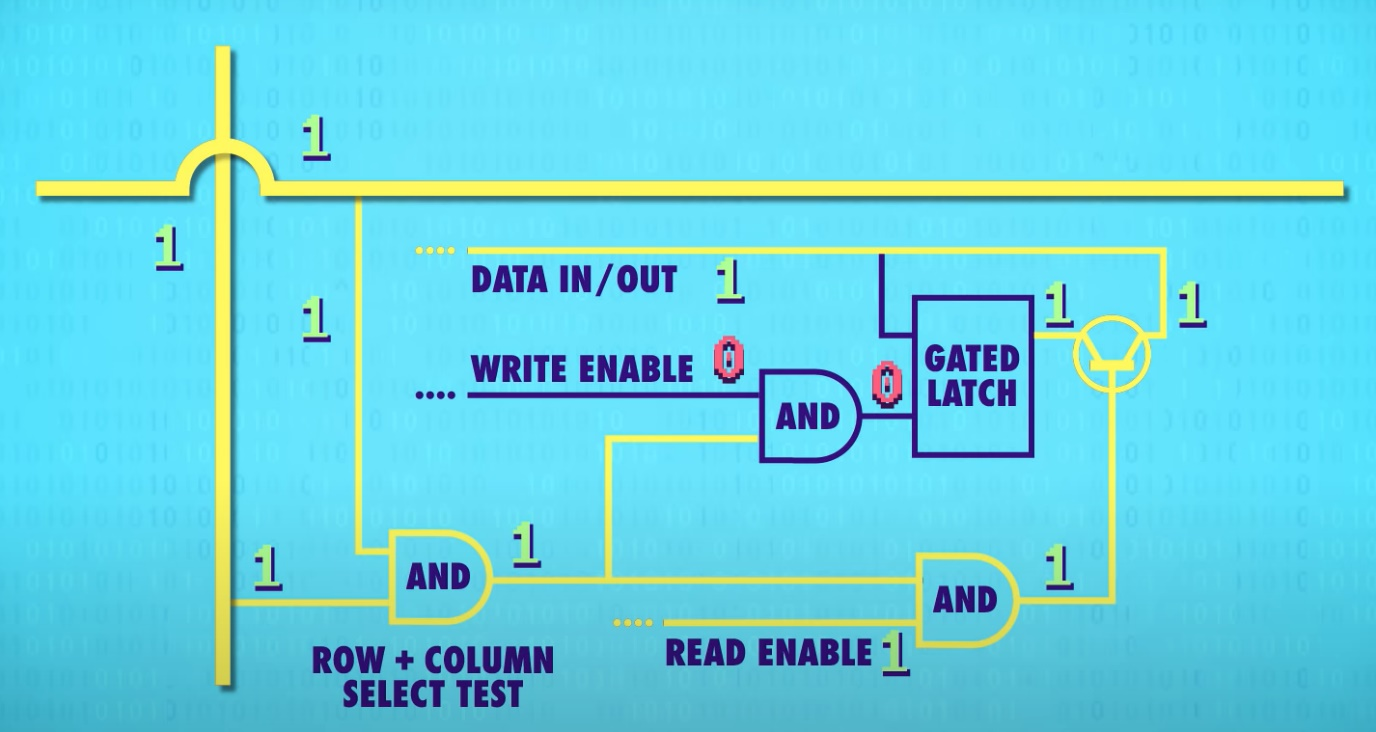 1
1
DATA IN/OUT 1
1
1
1
WRITE ENABLE 0
0
GATED
LATCH
AND
1
1
AND
1
AND
READ ENABLE 1
ROW + COLUMN
SELECT TEST